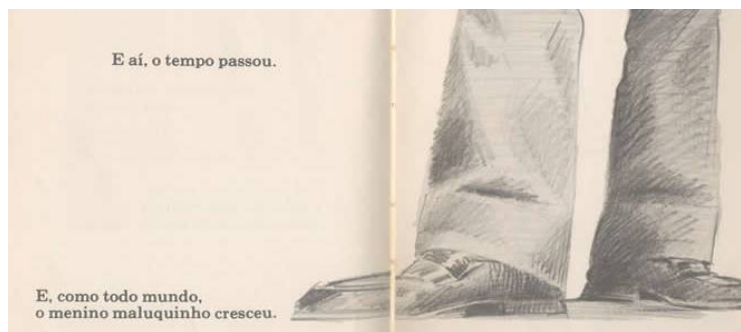 E aí, o tempo passou.
E, como todo mundo,
o menino maluquinho cresceu.